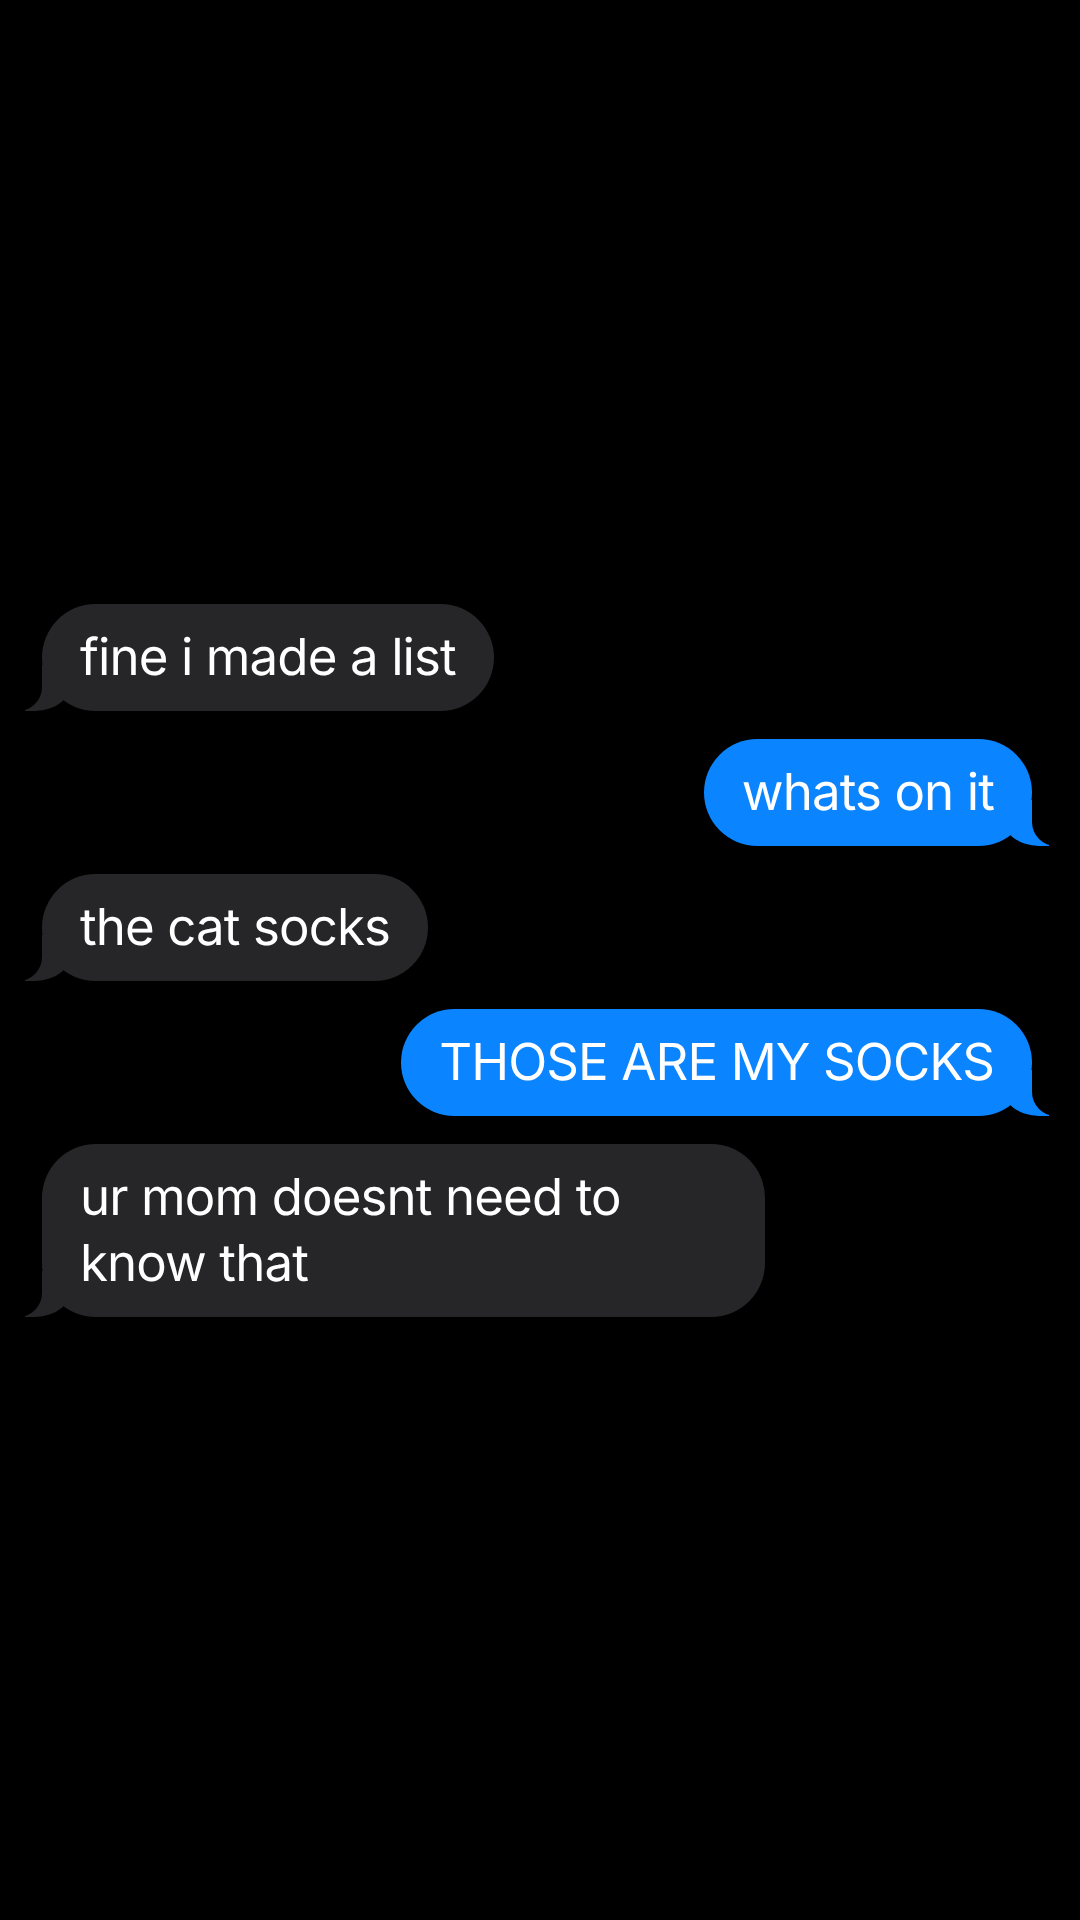 fine i made a list
whats on it
the cat socks
THOSE ARE MY SOCKS
ur mom doesnt need to
know that